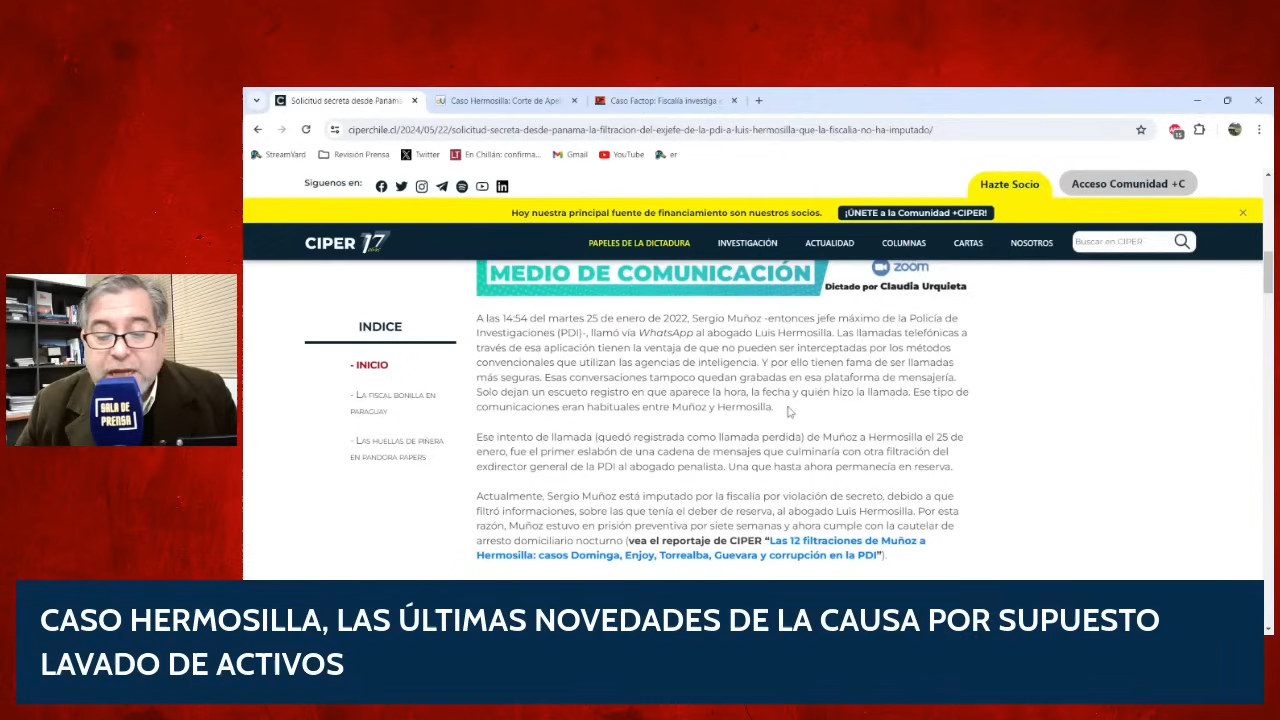 Solicitud secreta desde Panamá
Caso Hermosilla: Corte de Apel
Caso Factop: Fiscalía investiga
ciperchile.cl/2024/05/22/solicitud-secreta-desde-panama-la-filtracion-del-exjefe-de-la-pdi-a-luis-hermosilla-que-la-fiscalia-no-ha-imputado/
StreamYard
Revisión Prensa
Twitter
En Chillán: confirma...
Gmail
YouTube
er
Síguenos en:
Hazte Socio
Acceso Comunidad +C
Hoy nuestra principal fuente de financiamiento son nuestros socios.
¡ÚNETE a la Comunidad +CIPER!
CIPER 17
PAPELES DE LA DICTADURA
INVESTIGACIÓN
ACTUALIDAD
COLUMNAS
CARTAS
NOSOTROS
Buscar en CIPER
MEDIO DE COMUNICACIÓN
zoom
Dictado por Claudia Urquieta
INDICE
- INICIO
- LA FISCAL BONILLA EN
PARAGUAY
- LAS HUELLAS DE PIÑERA
EN PANDORA PAPERS
A las 14:54 del martes 25 de enero de 2022, Sergio Muñoz -entonces jefe máximo de la Policía de
Investigaciones (PDI)-, llamó vía WhatsApp al abogado Luis Hermosilla. Las llamadas telefónicas a
través de esa aplicación tienen la ventaja de que no pueden ser interceptadas por los métodos
convencionales que utilizan las agencias de inteligencia. Y por ello tienen fama de ser llamadas
más seguras. Esas conversaciones tampoco quedan grabadas en esa plataforma de mensajería.
Solo dejan un escueto registro en que aparece la hora, la fecha y quién hizo la llamada. Ese tipo de
comunicaciones eran habituales entre Muñoz y Hermosilla.
Ese intento de llamada (quedó registrada como llamada perdida) de Muñoz a Hermosilla el 25 de
enero, fue el primer eslabón de una cadena de mensajes que culminaría con otra filtración del
exdirector general de la PDI al abogado penalista. Una que hasta ahora permanecía en reserva.
Actualmente, Sergio Muñoz está imputado por la fiscalía por violación de secreto, debido a que
filtró informaciones, sobre las que tenía el deber de reserva, al abogado Luis Hermosilla. Por esta
razón, Muñoz estuvo en prisión preventiva por siete semanas y ahora cumple con la cautelar de
arresto domiciliario nocturno (vea el reportaje de CIPER “Las 12 filtraciones de Muñoz a
Hermosilla: casos Dominga, Enjoy, Torrealba, Guevara y corrupción en la PDI”).
SALA DE
PRENSA
CASO HERMOSILLA, LAS ÚLTIMAS NOVEDADES DE LA CAUSA POR SUPUESTO
LAVADO DE ACTIVOS